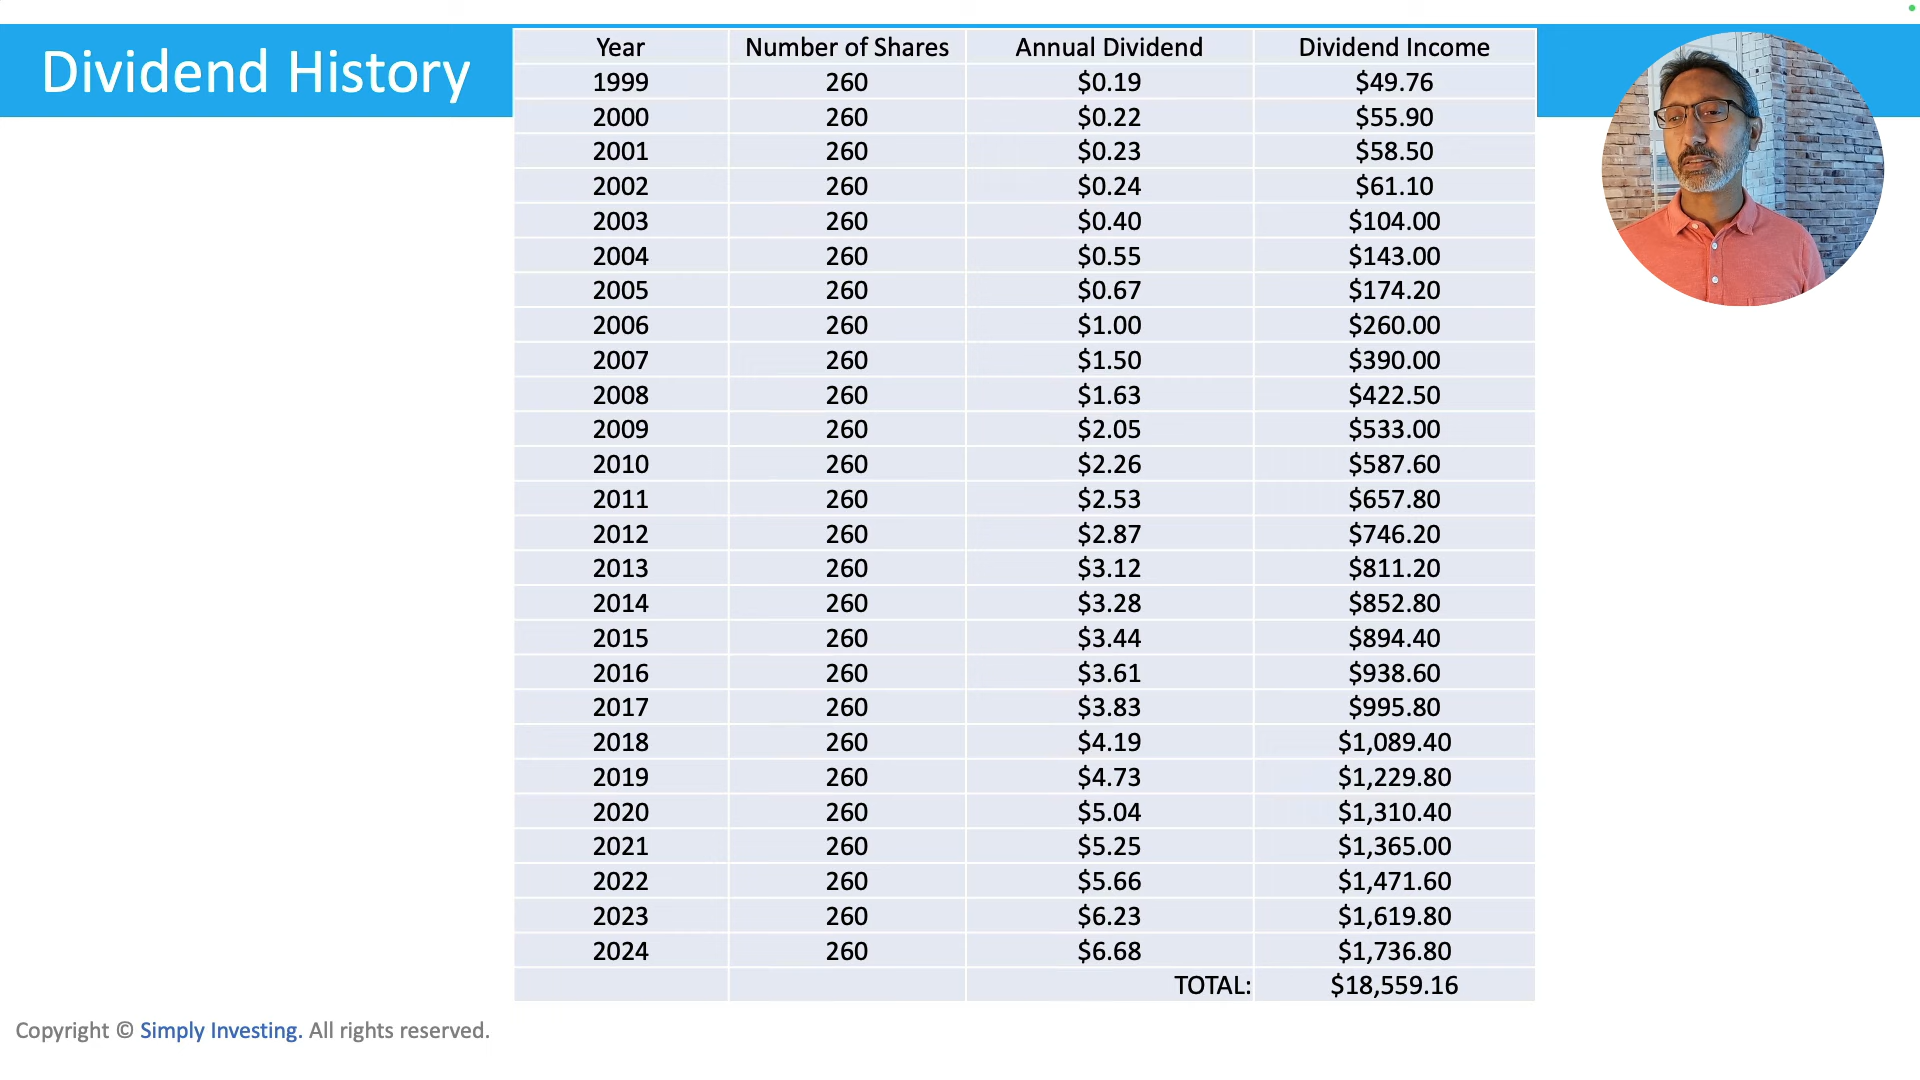 Dividend History
Year Number of Shares Annual Dividend Dividend Income
1999 260 $0.19 $49.76
2000 260 $0.22 $55.90
2001 260 $0.23 $58.50
2002 260 $0.24 $61.10
2003 260 $0.40 $104.00
2004 260 $0.55 $143.00
2005 260 $0.67 $174.20
2006 260 $1.00 $260.00
2007 260 $1.50 $390.00
2008 260 $1.63 $422.50
2009 260 $2.05 $533.00
2010 260 $2.26 $587.60
2011 260 $2.53 $657.80
2012 260 $2.87 $746.20
2013 260 $3.12 $811.20
2014 260 $3.28 $852.80
2015 260 $3.44 $894.40
2016 260 $3.61 $938.60
2017 260 $3.83 $995.80
2018 260 $4.19 $1,089.40
2019 260 $4.73 $1,229.80
2020 260 $5.04 $1,310.40
2021 260 $5.25 $1,365.00
2022 260 $5.66 $1,471.60
2023 260 $6.23 $1,619.80
2024 260 $6.68 $1,736.80
TOTAL: $18,559.16
Copyright © Simply Investing. All rights reserved.